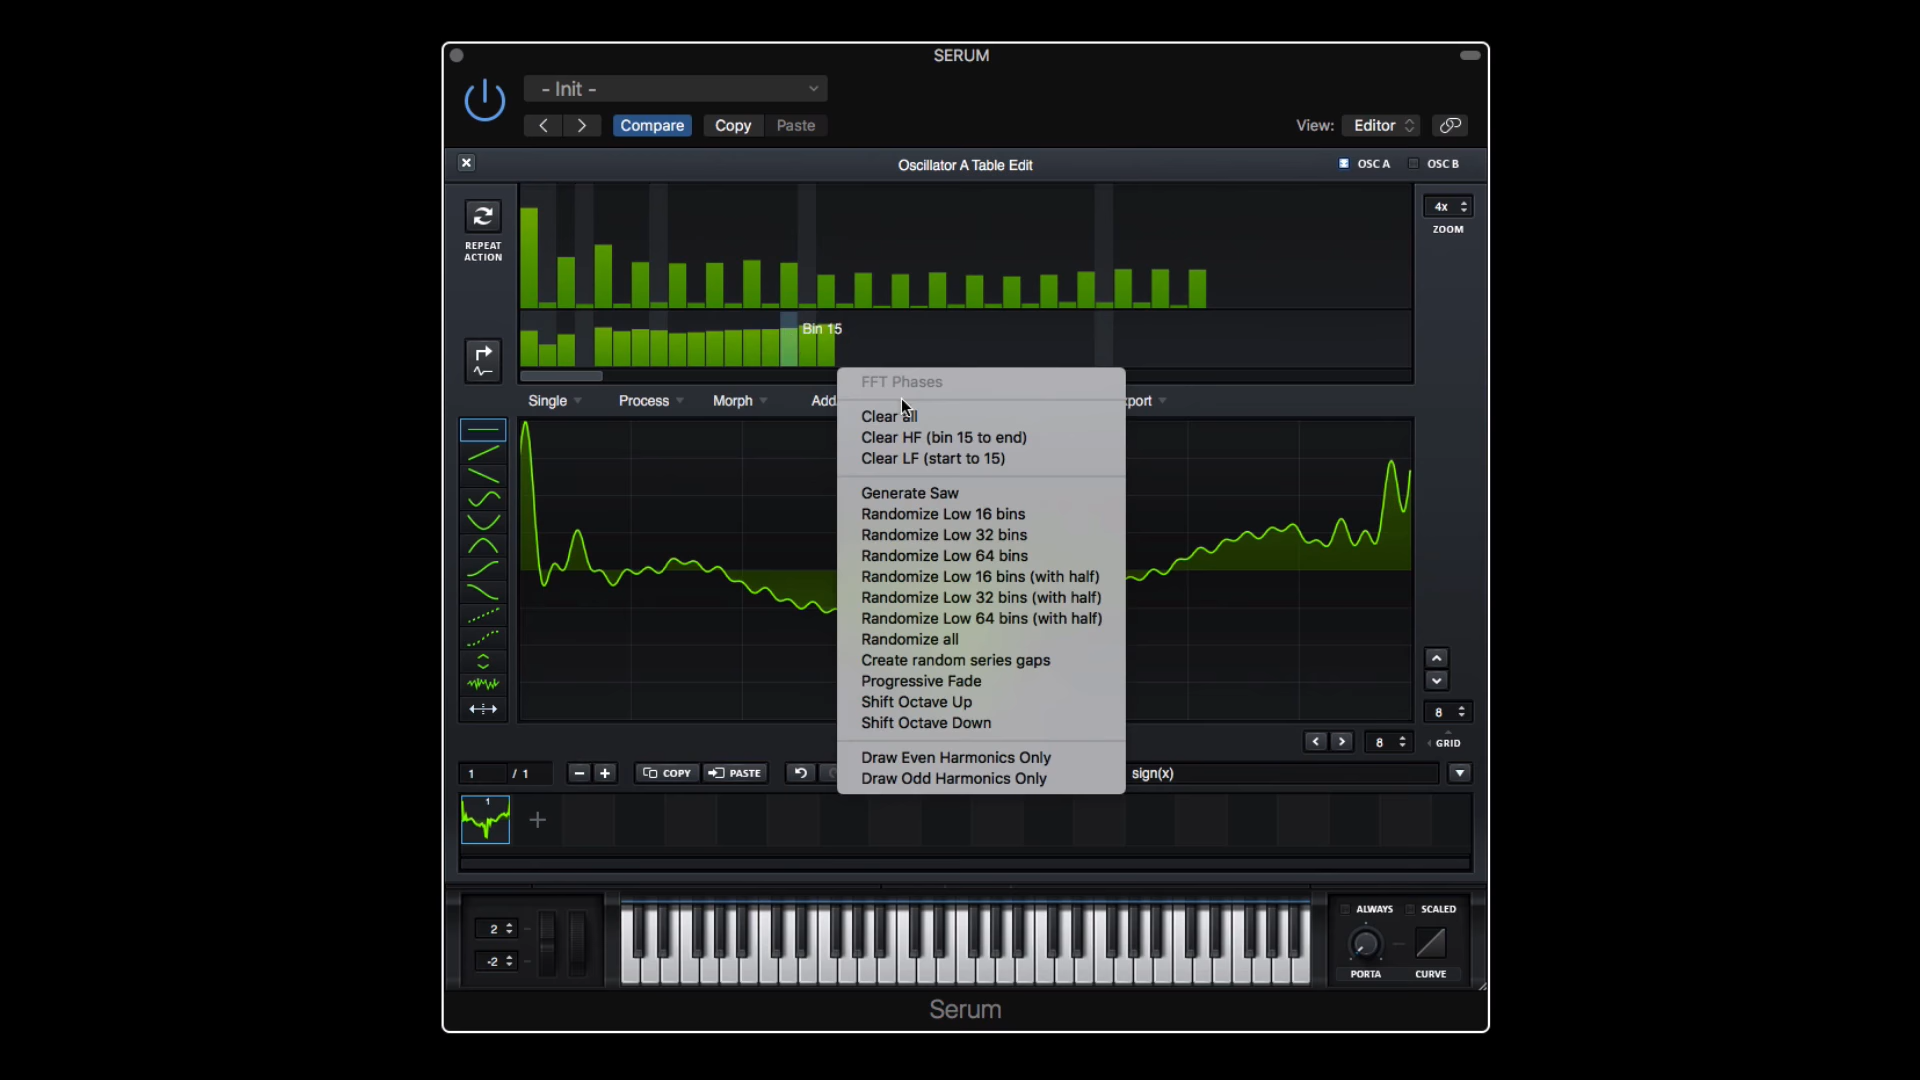 SERUM
- Init -
Compare
Copy
Paste
View:
Editor
Oscillator A Table Edit
OSC A
OSC B
REPEAT
ACTION
4x
ZOOM
Bin 15
Single
Process
Morph
Add
port
FFT Phases
Clear all
Clear HF (bin 15 to end)
Clear LF (start to 15)
Generate Saw
Randomize Low 16 bins
Randomize Low 32 bins
Randomize Low 64 bins
Randomize Low 16 bins (with half)
Randomize Low 32 bins (with half)
Randomize Low 64 bins (with half)
Randomize all
Create random series gaps
Progressive Fade
Shift Octave Up
Shift Octave Down
Draw Even Harmonics Only
Draw Odd Harmonics Only
8
8
GRID
1 / 1
COPY
PASTE
sign(x)
1
2
-2
ALWAYS
SCALED
PORTA
CURVE
Serum